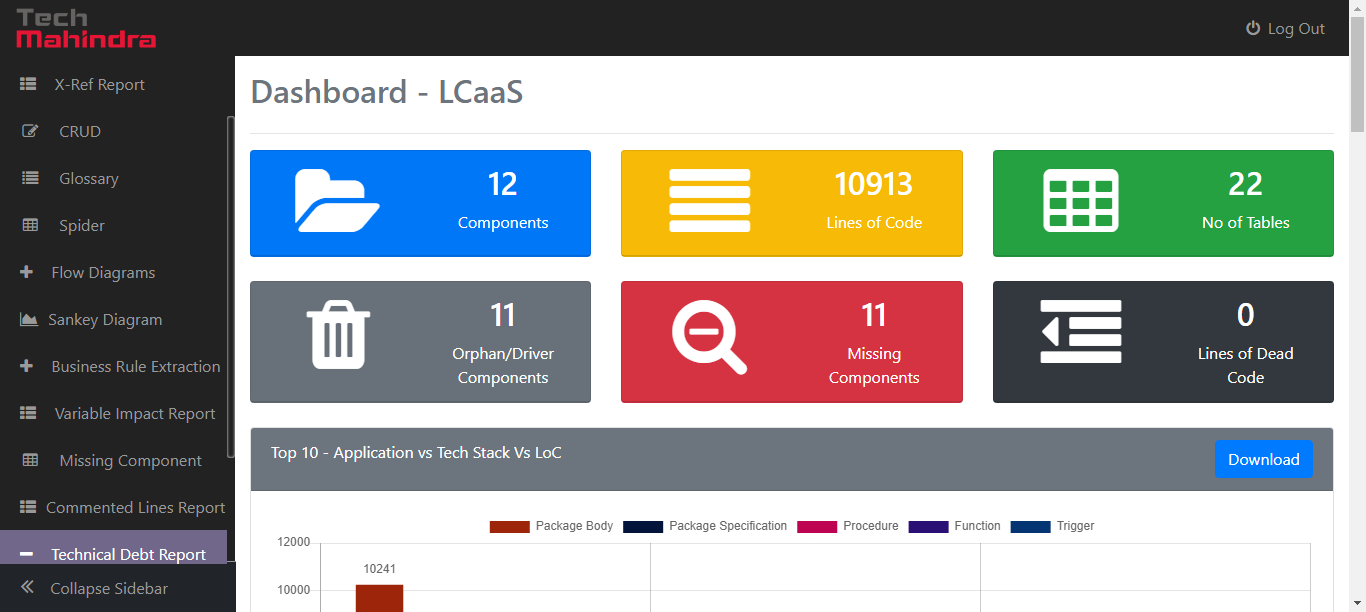 Tech
Mahindra
Log Out
X-Ref Report
CRUD
Glossary
Spider
Flow Diagrams
Sankey Diagram
Business Rule Extraction
Variable Impact Report
Missing Component
Commented Lines Report
Technical Debt Report
Collapse Sidebar
Dashboard - LCaaS
12
Components
10913
Lines of Code
22
No of Tables
11
Orphan/Driver
Components
11
Missing
Components
0
Lines of Dead
Code
Top 10 - Application vs Tech Stack Vs LoC
Download
Package Body Package Specification Procedure Function Trigger
12000
10241
10000